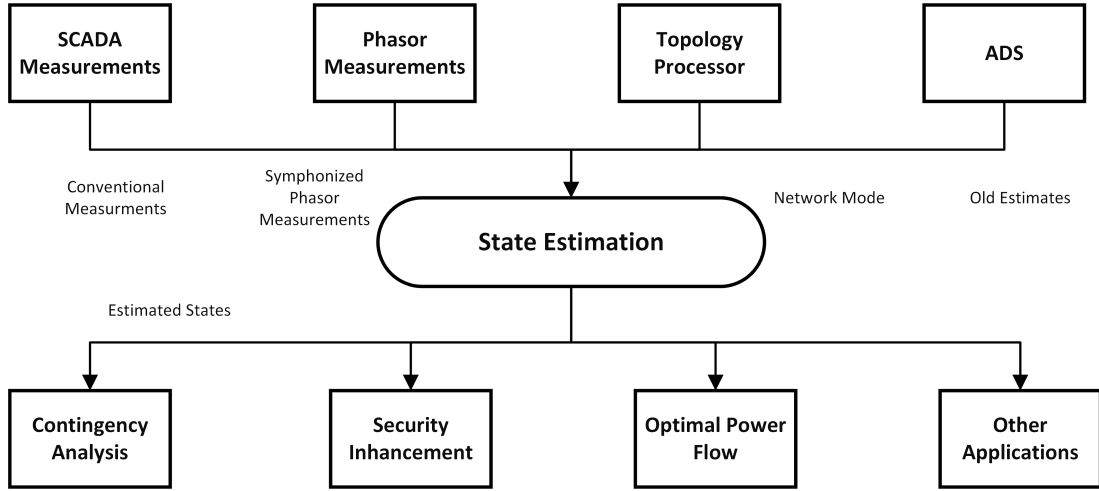 SCADA
Measurements
Phasor
Measurements
Topology
Processor
ADS
Conventional
Measurments
Symphonized
Phasor
Measurements
Network Mode
Old Estimates
State Estimation
Estimated States
Contingency
Analysis
Security
Inhancement
Optimal Power
Flow
Other
Applications